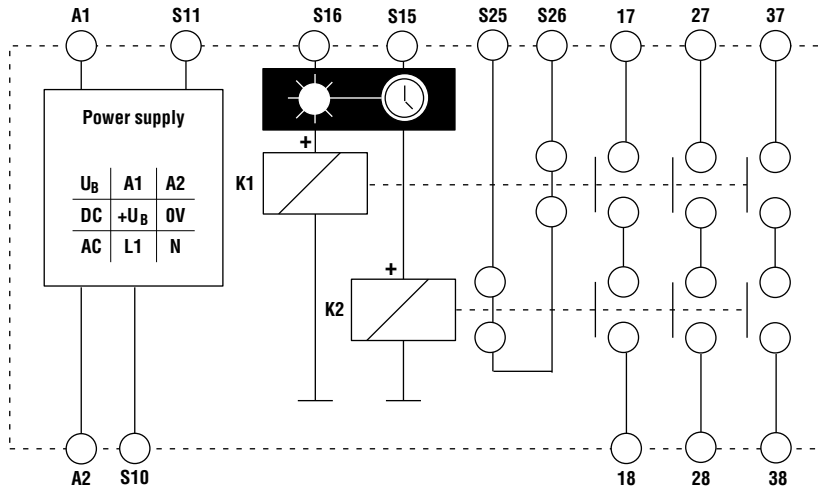 A1 S11 S16 S15 S25 S26 17 27 37
Power supply
+
UB A1 A2
K1
DC +UB 0V
AC L1 N
+
K2
A2 S10 18 28 38